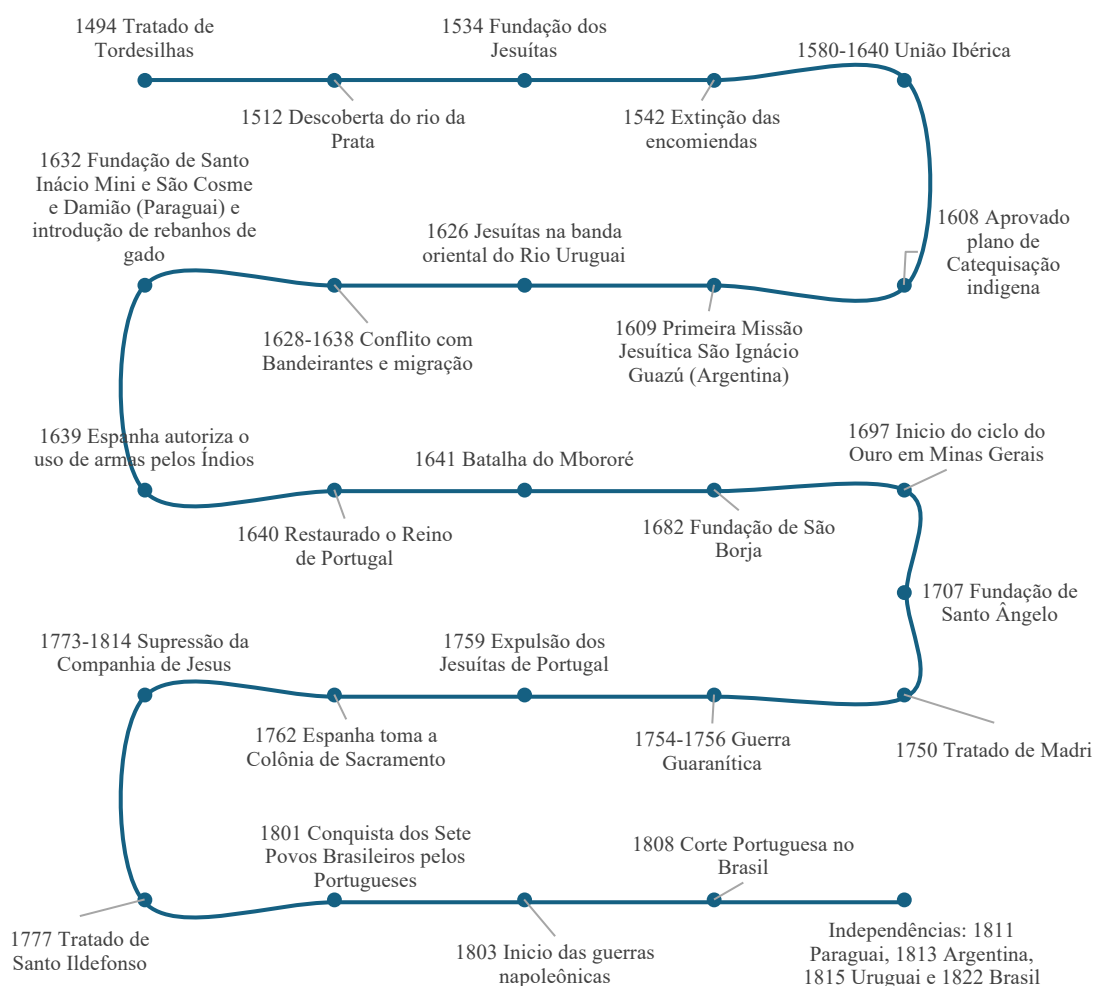 1494 Tratado de
Tordesilhas
1512 Descoberta do rio da
Prata
1534 Fundação dos
Jesuítas
1542 Extinção das
encomiendas
1580-1640 União Ibérica
1608 Aprovado
plano de
Catequisação
indigena
1609 Primeira Missão
Jesuítica São Ignácio
Guazú (Argentina)
1626 Jesuítas na banda
oriental do Rio Uruguai
1628-1638 Conflito com
Bandeirantes e migração
1632 Fundação de Santo
Inácio Mini e São Cosme
e Damião (Paraguai) e
introdução de rebanhos de
gado
1639 Espanha autoriza o
uso de armas pelos Índios
1640 Restaurado o Reino
de Portugal
1641 Batalha do Mbororé
1682 Fundação de São
Borja
1697 Inicio do ciclo do
Ouro em Minas Gerais
1707 Fundação de
Santo Ângelo
1750 Tratado de Madri
1754-1756 Guerra
Guaranítica
1759 Expulsão dos
Jesuítas de Portugal
1762 Espanha toma a
Colônia de Sacramento
1773-1814 Supressão da
Companhia de Jesus
1777 Tratado de
Santo Ildefonso
1801 Conquista dos Sete
Povos Brasileiros pelos
Portugueses
1803 Inicio das guerras
napoleônicas
1808 Corte Portuguesa no
Brasil
Independências: 1811
Paraguai, 1813 Argentina,
1815 Uruguai e 1822 Brasil